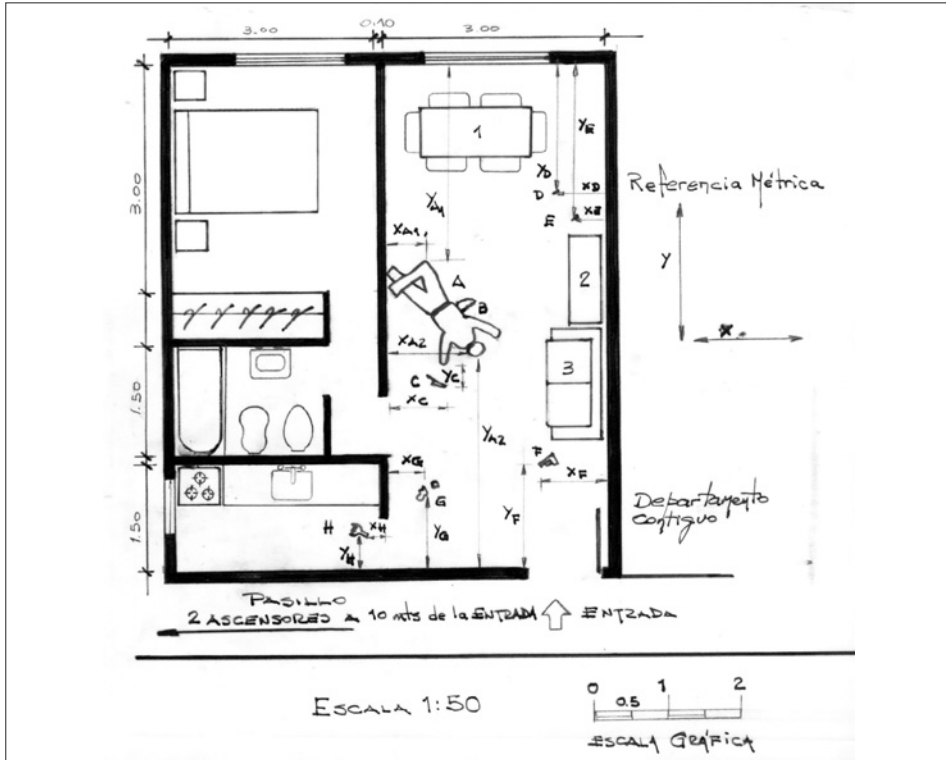 3.00
0.10
3.00
1
YE
YD
XD
D
Referencia Métrica
XE
E
3.00
YA1
XA1
A
2
Y
B
X.
XA2
3
C
YC
XC
1.50
YA2
XG
F
XF
G
YF
Departamento
Contiguo
H
XH
YG
YH
1.50
PASILLO
2 ASCENSORES A 10 mts de la ENTRADA
ENTRADA
ESCALA 1:50
0
0.5
1
2
ESCALA GRÁFICA